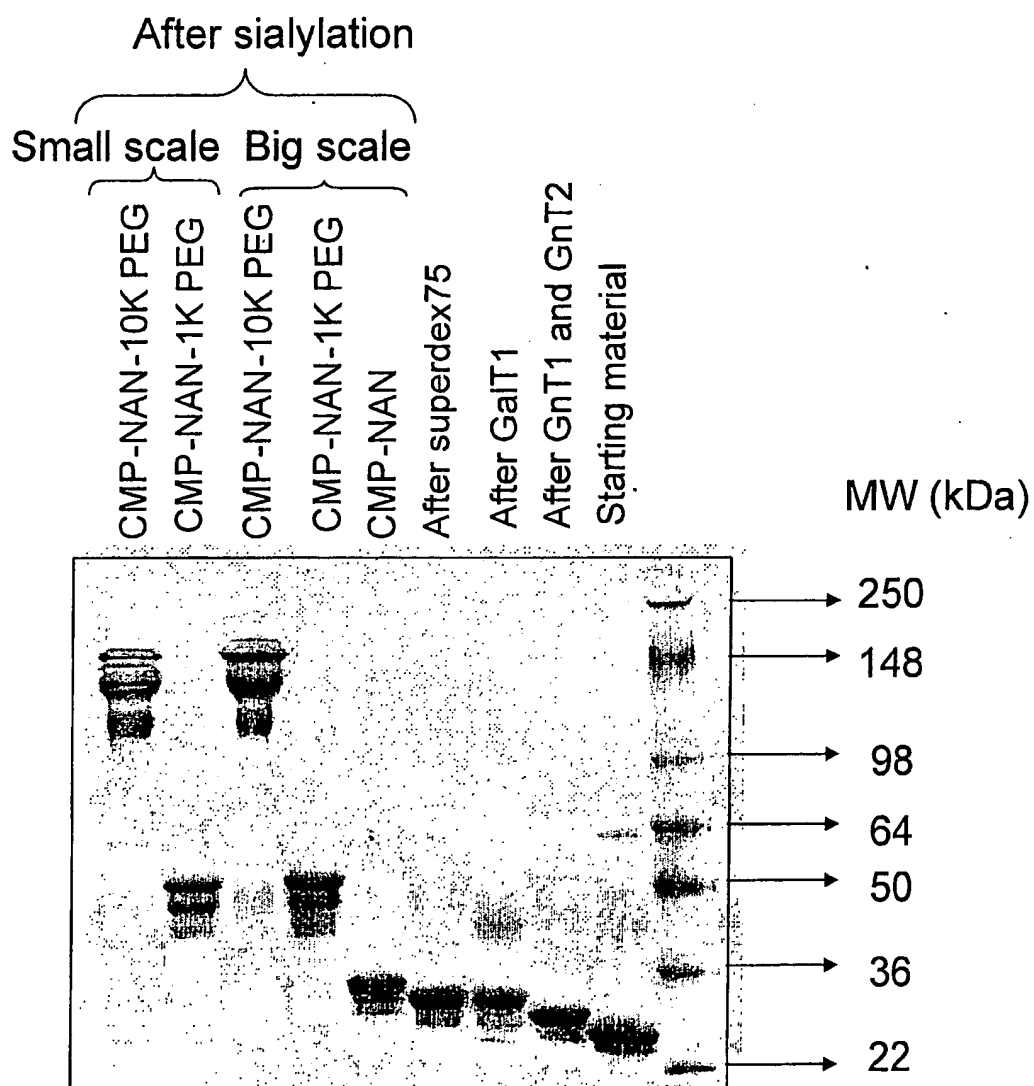 After sialylation
Small scale Big scale
CMP-NAN-10K PEG
CMP-NAN-1K PEG
CMP-NAN-10K PEG
CMP-NAN-1K PEG
CMP-NAN
After superdex75
After GalT1
After GnT1 and GnT2
Starting material
MW (kDa)
250
148
98
64
50
36
22